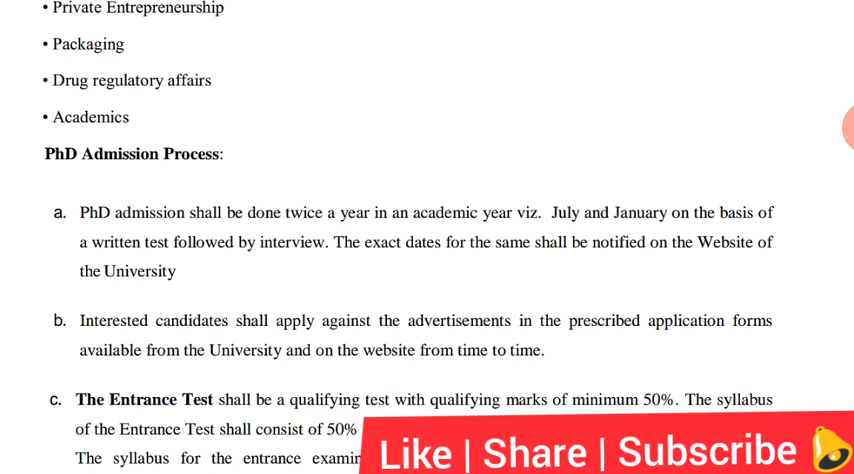 • Private Entrepreneurship
• Packaging
• Drug regulatory affairs
• Academics
PhD Admission Process:
a. PhD admission shall be done twice a year in an academic year viz. July and January on the basis of
a written test followed by interview. The exact dates for the same shall be notified on the Website of
the University
b. Interested candidates shall apply against the advertisements in the prescribed application forms
available from the University and on the website from time to time.
c. The Entrance Test shall be a qualifying test with qualifying marks of minimum 50%. The syllabus
of the Entrance Test shall consist of 50%
The syllabus for the entrance
Like | Share | Subscribe